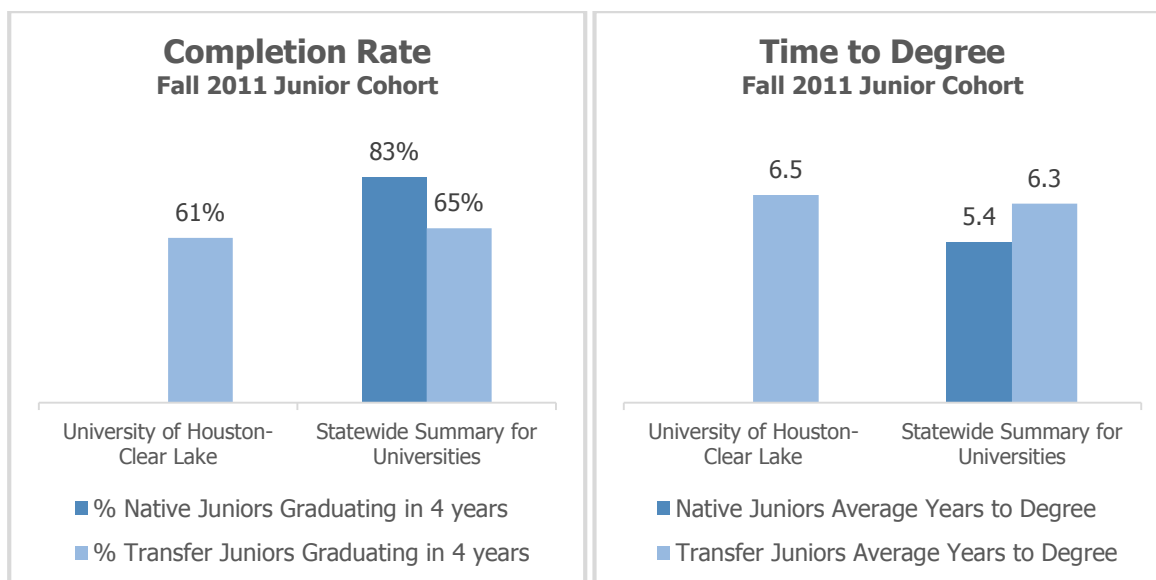 Completion Rate
Fall 2011 Junior Cohort
83%
61%
65%
University of Houston-
Clear Lake
Statewide Summary for
Universities
% Native Juniors Graduating in 4 years
% Transfer Juniors Graduating in 4 years
Time to Degree
Fall 2011 Junior Cohort
6.5
6.3
5.4
University of Houston-
Clear Lake
Statewide Summary for
Universities
Native Juniors Average Years to Degree
Transfer Juniors Average Years to Degree